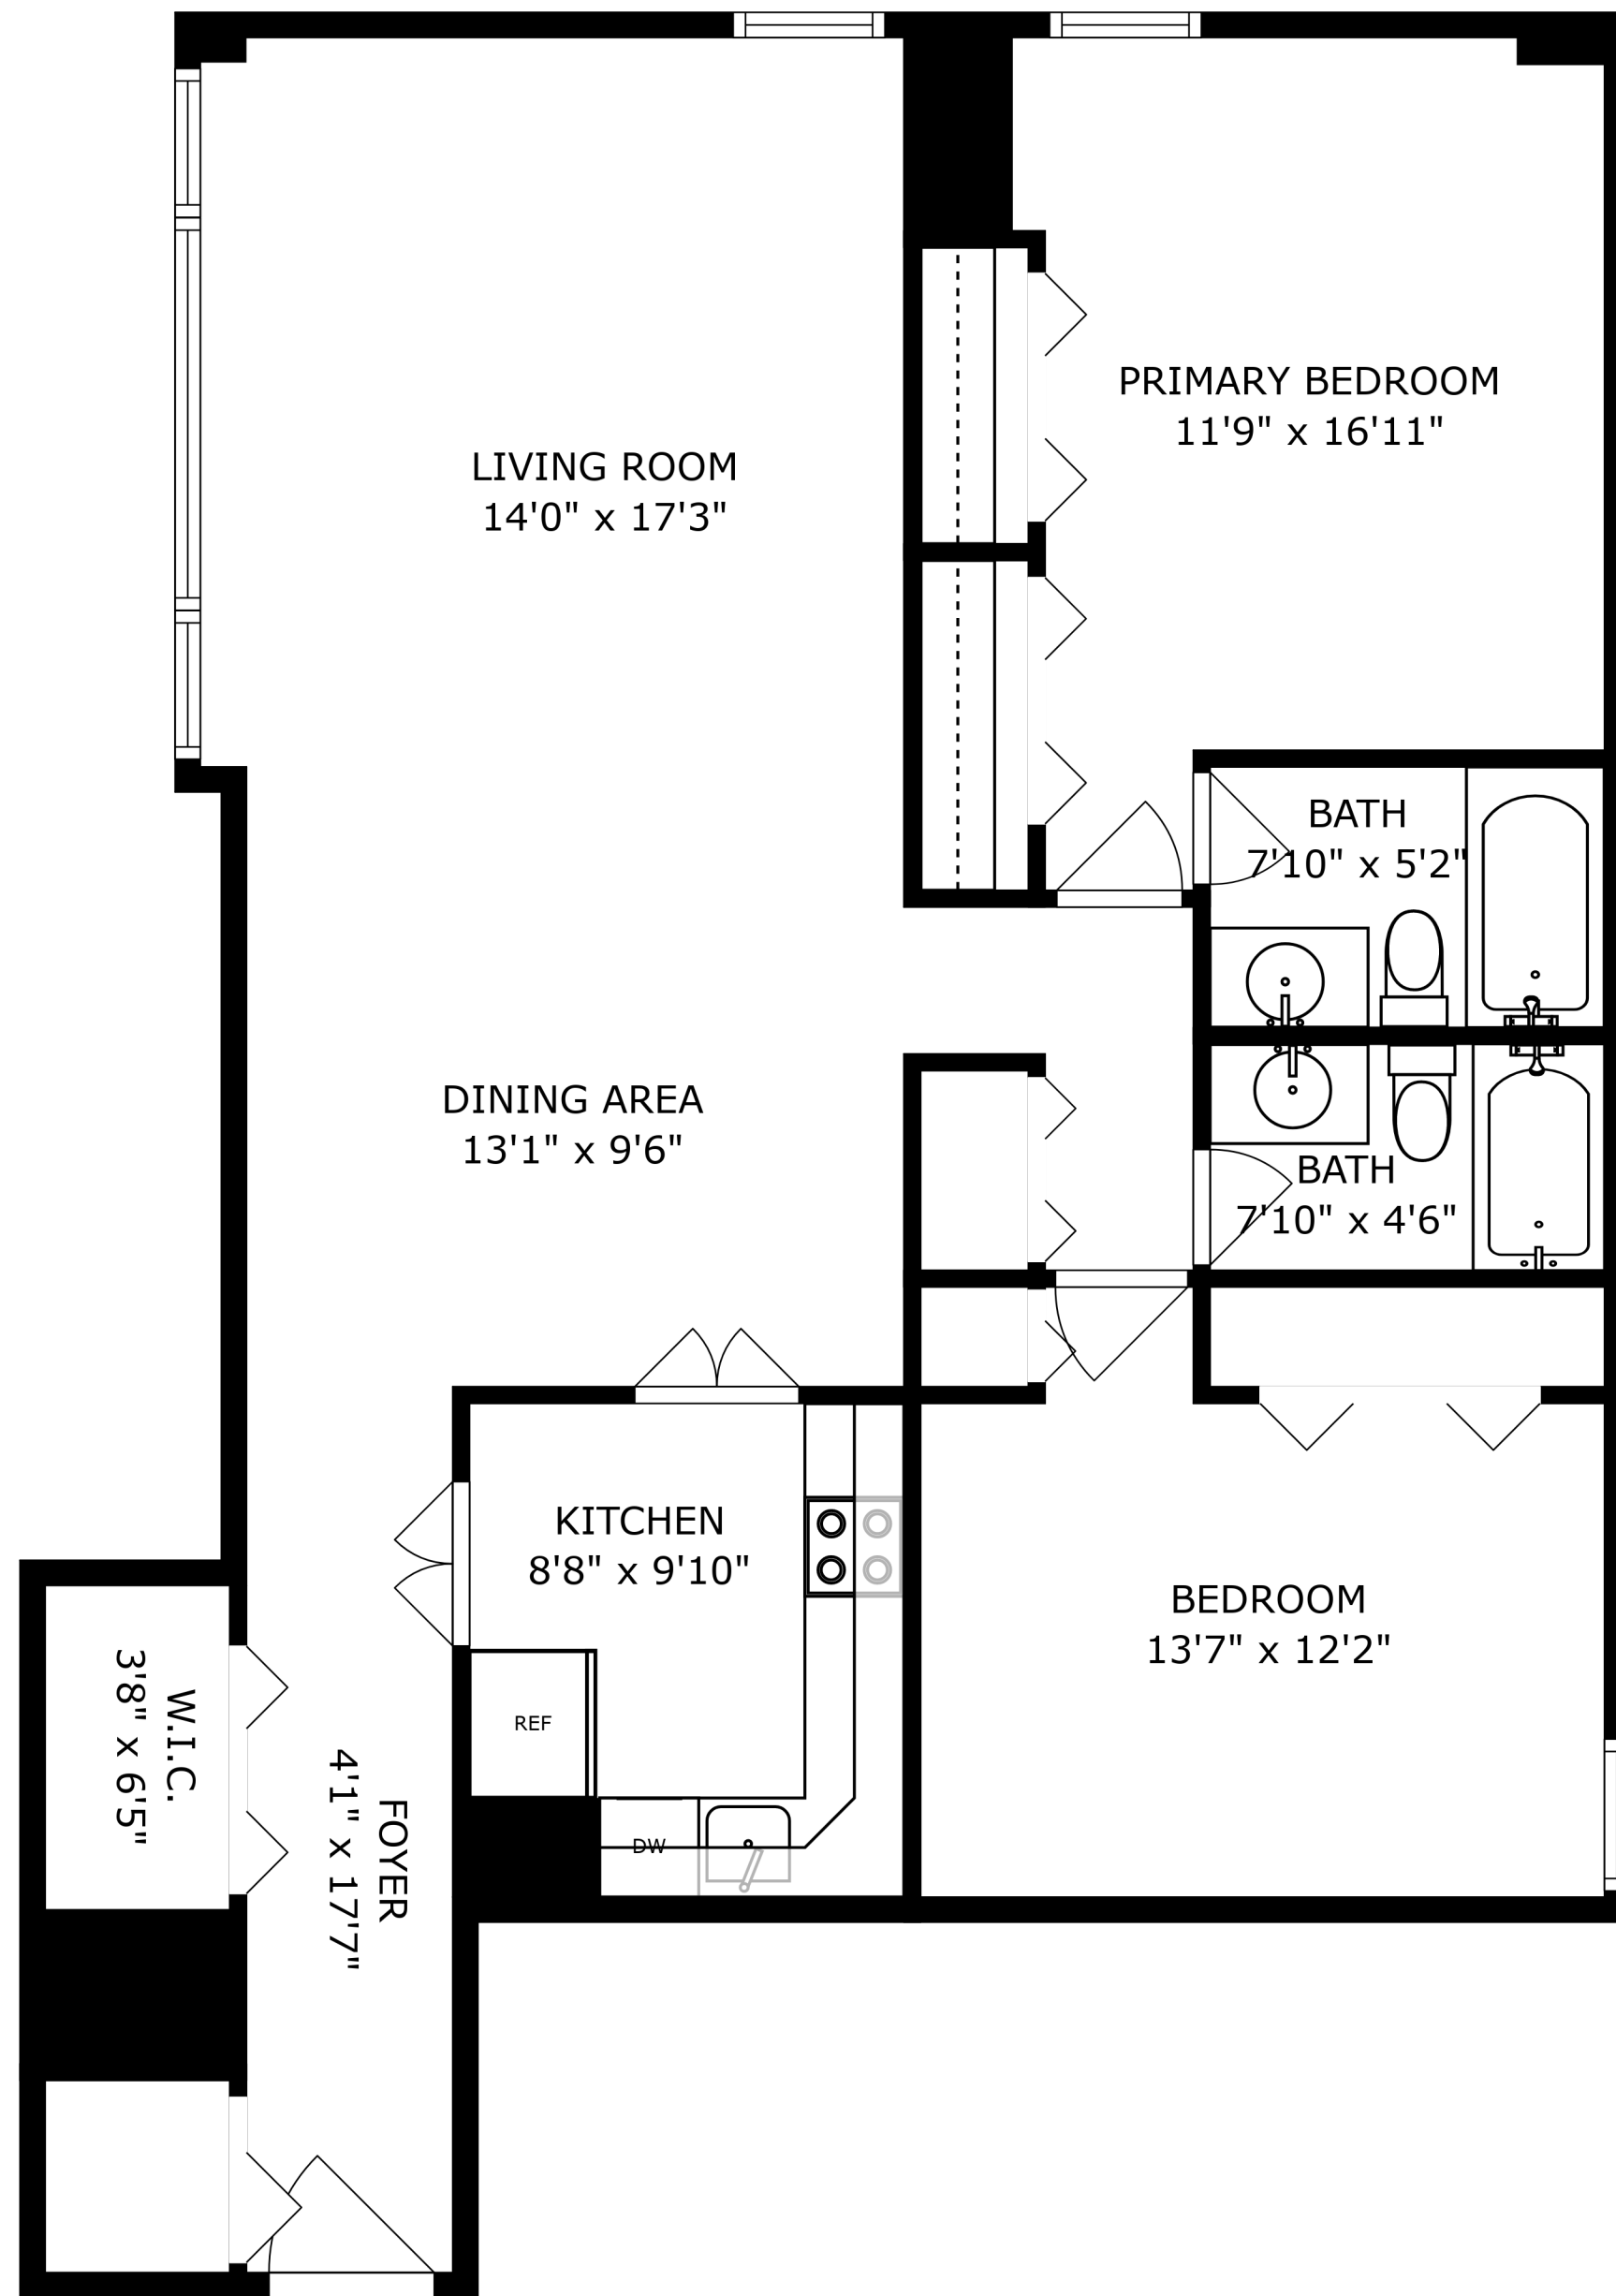 PRIMARY BEDROOM
11'9" x 16'11"
LIVING ROOM
14'0" x 17'3"
BATH
7'10" x 5'2"
DINING AREA
13'1" x 9'6"
BATH
7'10" x 4'6"
KITCHEN
8'8" x 9'10"
BEDROOM
13'7" x 12'2"
W.I.C.
3'8" x 6'5"
REF
FOYER
4'1" x 17'7"
DW